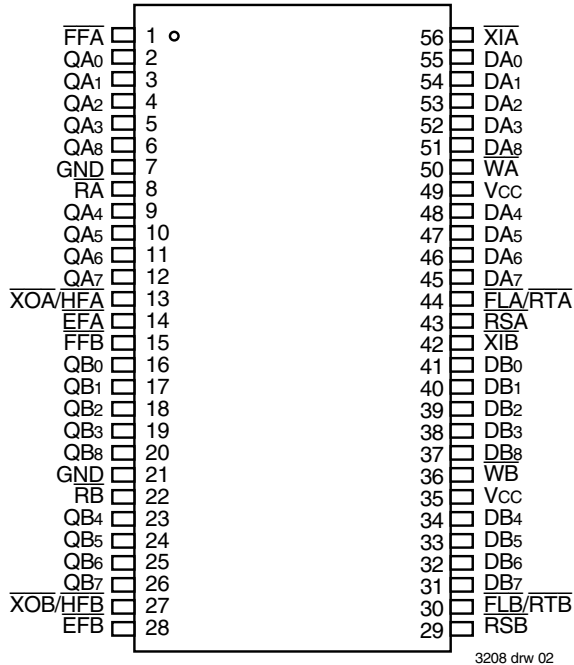 FFA 1 56 XIA
QA0 2 55 DA0
QA1 3 54 DA1
QA2 4 53 DA2
QA3 5 52 DA3
QA8 6 51 DA8
GND 7 50 WA
RA 8 49 VCC
QA4 9 48 DA4
QA5 10 47 DA5
QA6 11 46 DA6
QA7 12 45 DA7
XOA/HFA 13 44 FLA/RTA
EFA 14 43 RSA
FFB 15 42 XIB
QB0 16 41 DB0
QB1 17 40 DB1
QB2 18 39 DB2
QB3 19 38 DB3
QB8 20 37 DB8
GND 21 36 WB
RB 22 35 VCC
QB4 23 34 DB4
QB5 24 33 DB5
QB6 25 32 DB6
QB7 26 31 DB7
XOB/HFB 27 30 FLB/RTB
EFB 28 29 RSB
3208 drw 02